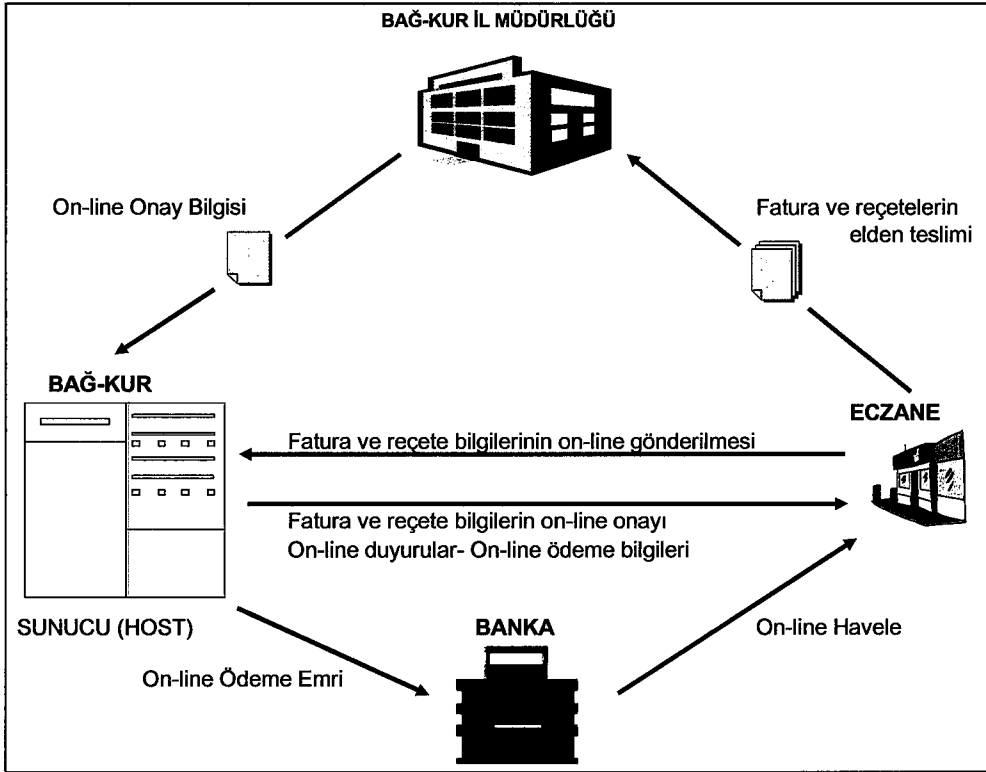 BAĞ-KUR İL MÜDÜRLÜĞÜ
On-line Onay Bilgisi
Fatura ve reçetelerin
elden teslimi
BAĞ-KUR
ECZANE
Fatura ve reçete bilgilerinin on-line gönderilmesi
Fatura ve reçete bilgilerin on-line onayı
On-line duyurular- On-line ödeme bilgileri
SUNUCU (HOST)
BANKA
On-line Havele
On-line Ödeme Emri